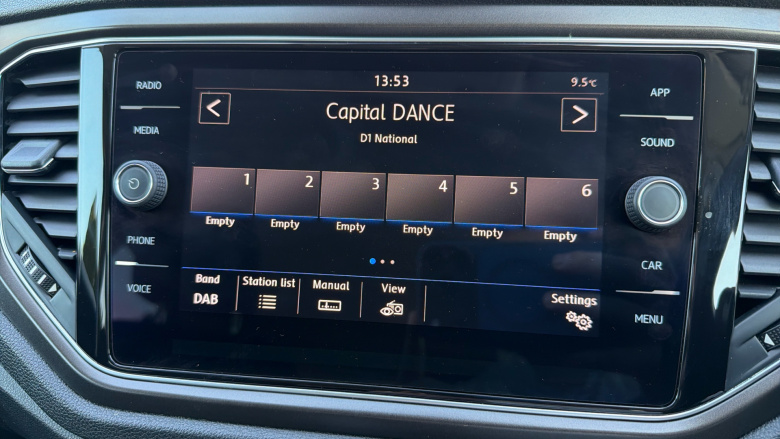 13:53
9.5°C
RADIO
MEDIA
PHONE
VOICE
<
Capital DANCE
>
D1 National
1 2 3 4 5 6
Empty Empty Empty Empty Empty Empty
Band Station list Manual View Settings
DAB
APP
SOUND
CAR
MENU